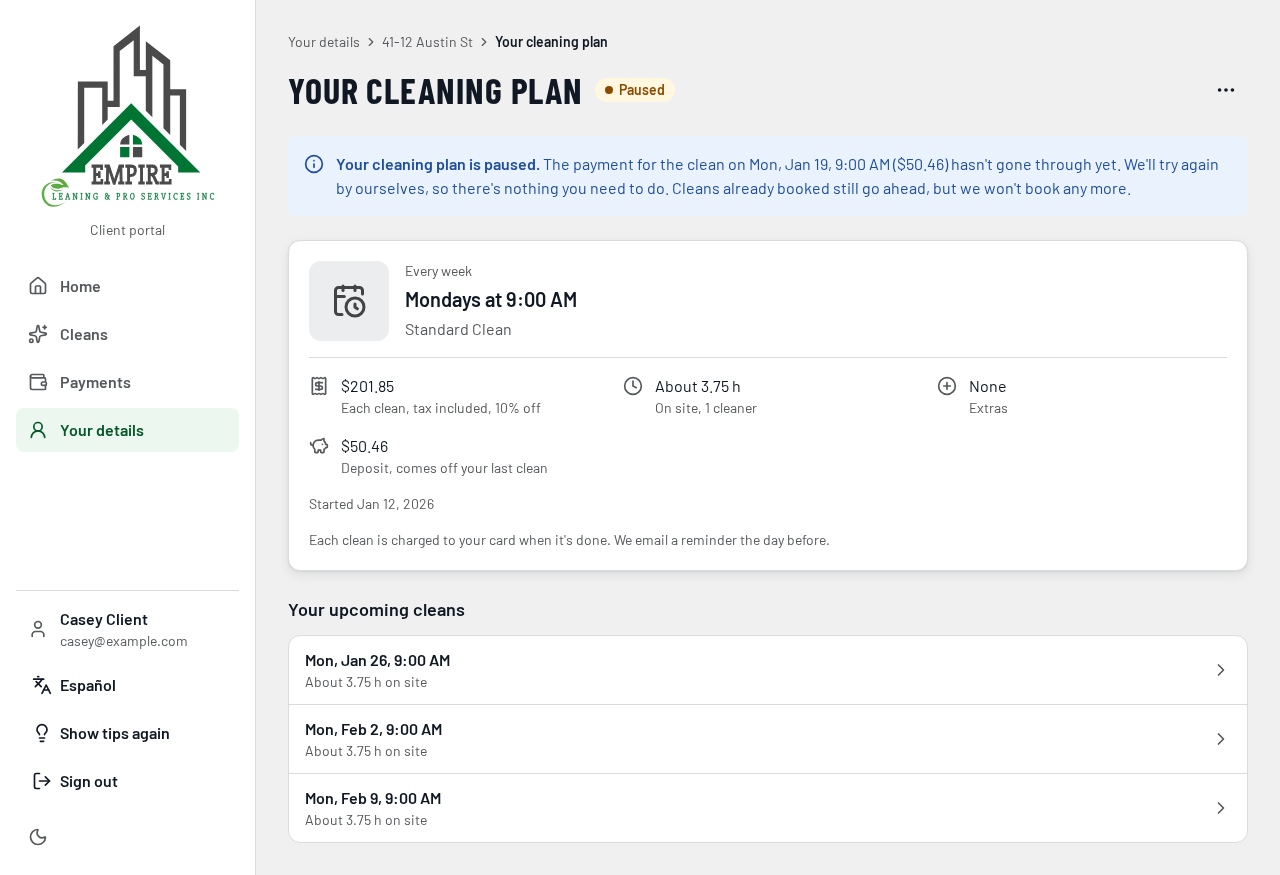 EMPIRE
LEANING & PRO SERVICES INC
Client portal
Home
Cleans
Payments
Your details
Casey Client
casey@example.com
Español
Show tips again
Sign out
Your details > 41-12 Austin St > Your cleaning plan
YOUR CLEANING PLAN Paused
Your cleaning plan is paused. The payment for the clean on Mon, Jan 19, 9:00 AM ($50.46) hasn't gone through yet. We'll try again
by ourselves, so there's nothing you need to do. Cleans already booked still go ahead, but we won't book any more.
Every week
Mondays at 9:00 AM
Standard Clean
$201.85
Each clean, tax included, 10% off
About 3.75 h
On site, 1 cleaner
None
Extras
$50.46
Deposit, comes off your last clean
Started Jan 12, 2026
Each clean is charged to your card when it's done. We email a reminder the day before.
Your upcoming cleans
Mon, Jan 26, 9:00 AM
About 3.75 h on site
Mon, Feb 2, 9:00 AM
About 3.75 h on site
Mon, Feb 9, 9:00 AM
About 3.75 h on site